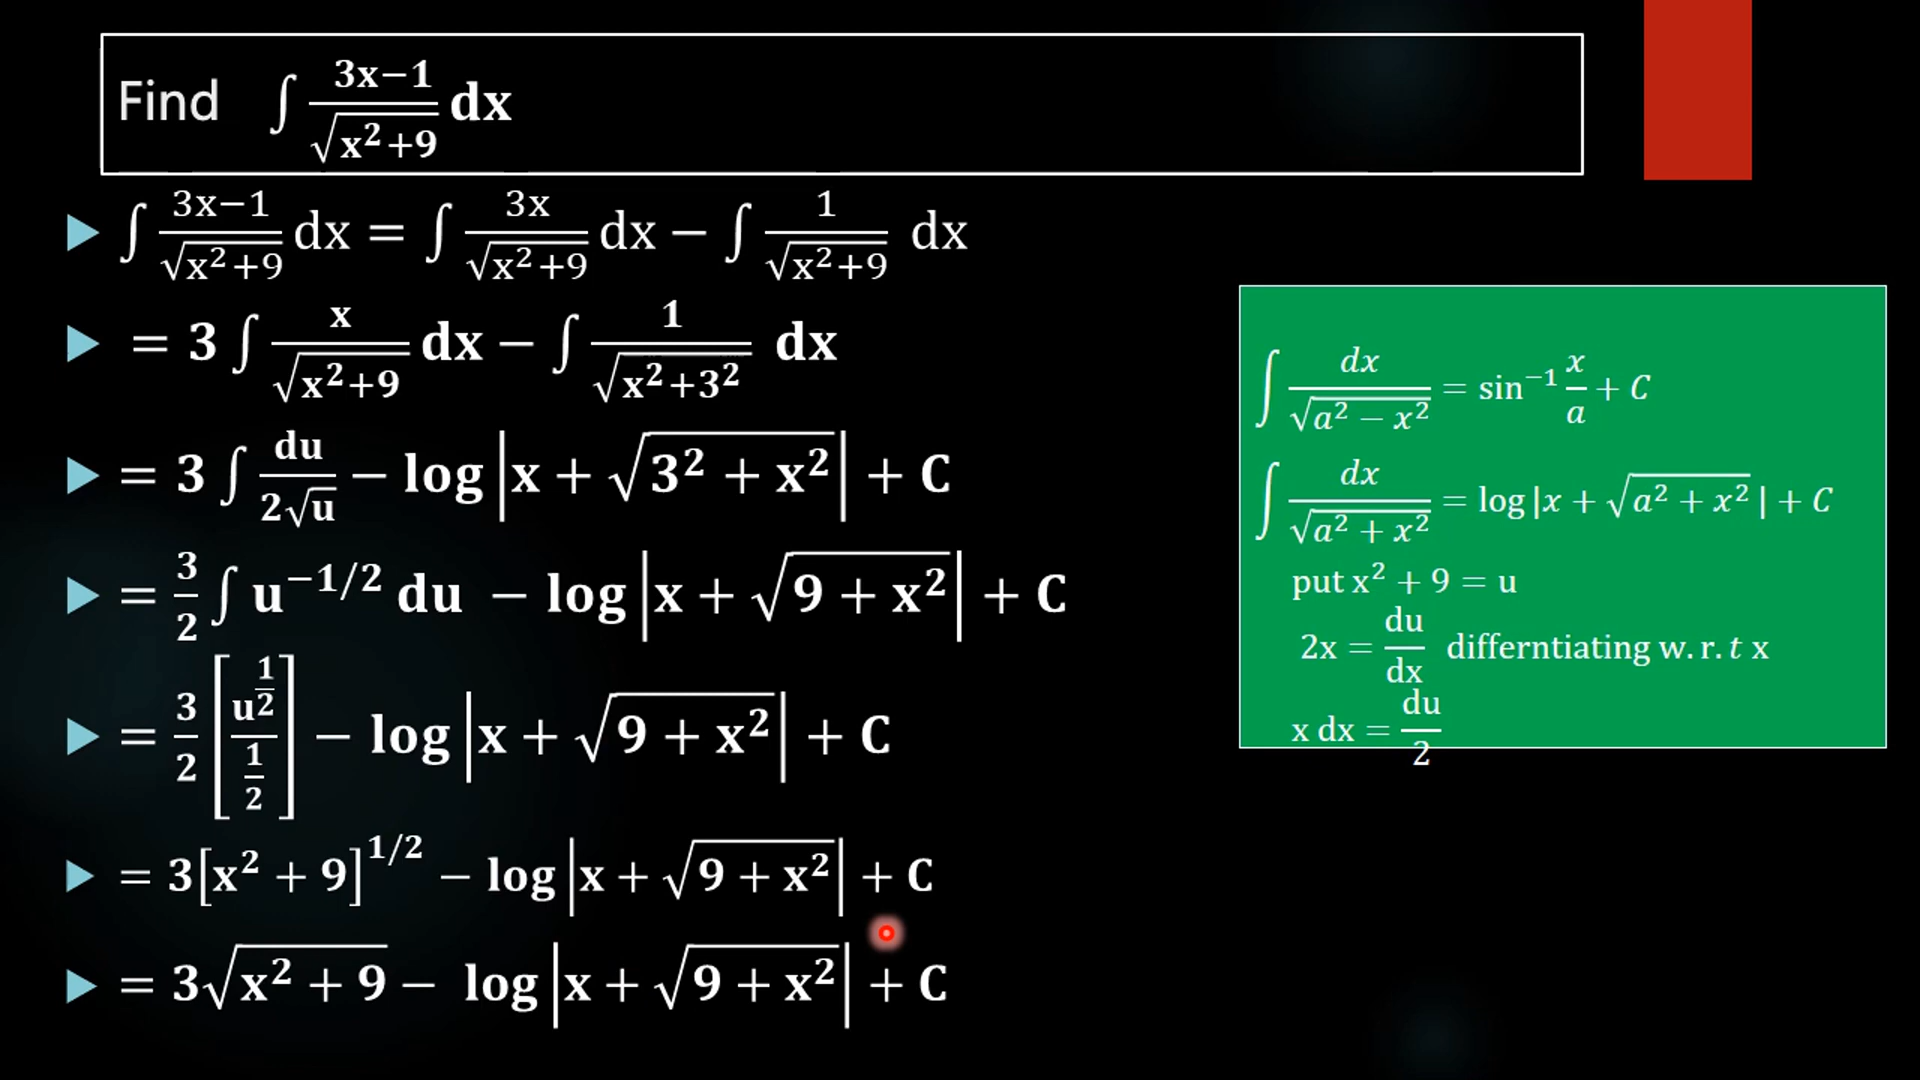 Find ∫ 3x−1/√(x²+9) dx
∫ 3x−1/√(x²+9) dx = ∫ 3x/√(x²+9) dx − ∫ 1/√(x²+9) dx
= 3 ∫ x/√(x²+9) dx − ∫ 1/√(x²+3²) dx
= 3 ∫ du/2√u − log |x + √(3² + x²)| + C
= 3/2 ∫ u^(−1/2) du − log |x + √(9 + x²)| + C
= 3/2 [u^(1/2)/(1/2)] − log |x + √(9 + x²)| + C
= 3[x² + 9]^(1/2) − log |x + √(9 + x²)| + C
= 3√(x² + 9) − log |x + √(9 + x²)| + C
∫ dx/√(a² − x²) = sin⁻¹ x/a + C
∫ dx/√(a² + x²) = log |x + √(a² + x²)| + C
put x² + 9 = u
2x = du/dx differntiating w. r. t x
x dx = du/2